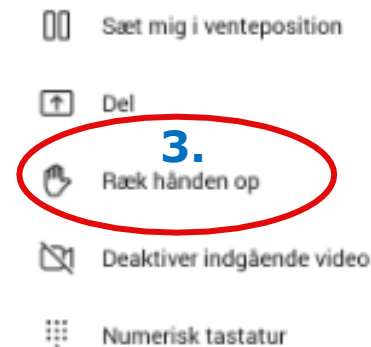 Sæt mig i venteposition
Del
3.
Ræk hånden op
Deaktiver indgående video
Numerisk tastatur